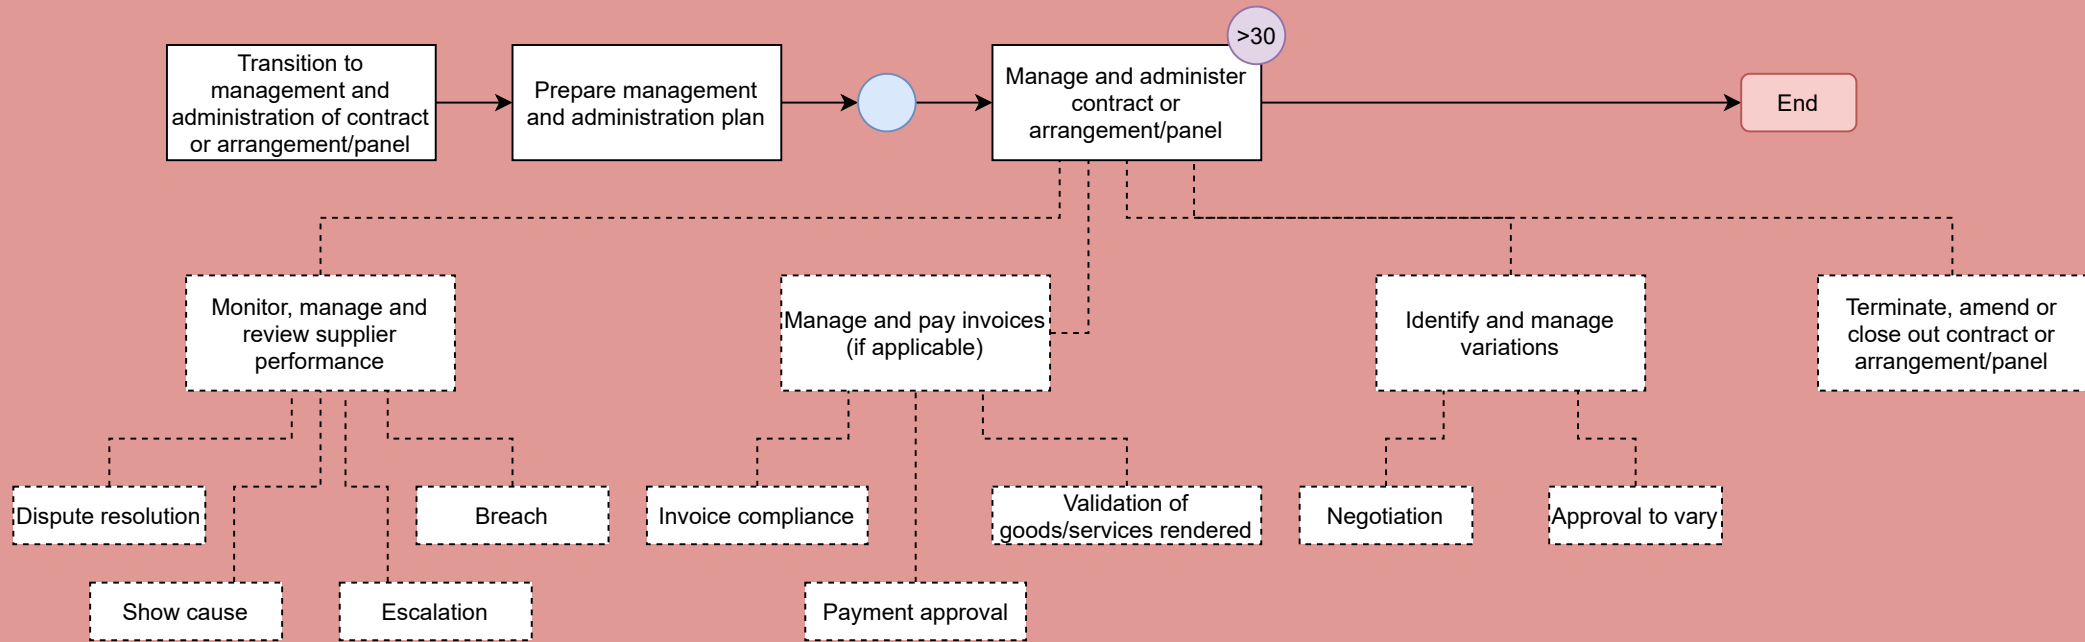 Transition to
management and
administration of contract
or arrangement/panel
Prepare management
and administration plan
>30
Manage and administer
contract or
arrangement/panel
End
Monitor, manage and
review supplier
performance
Manage and pay invoices
(if applicable)
Identify and manage
variations
Terminate, amend or
close out contract or
arrangement/panel
Dispute resolution
Breach
Invoice compliance
Validation of
goods/services rendered
Negotiation
Approval to vary
Show cause
Escalation
Payment approval